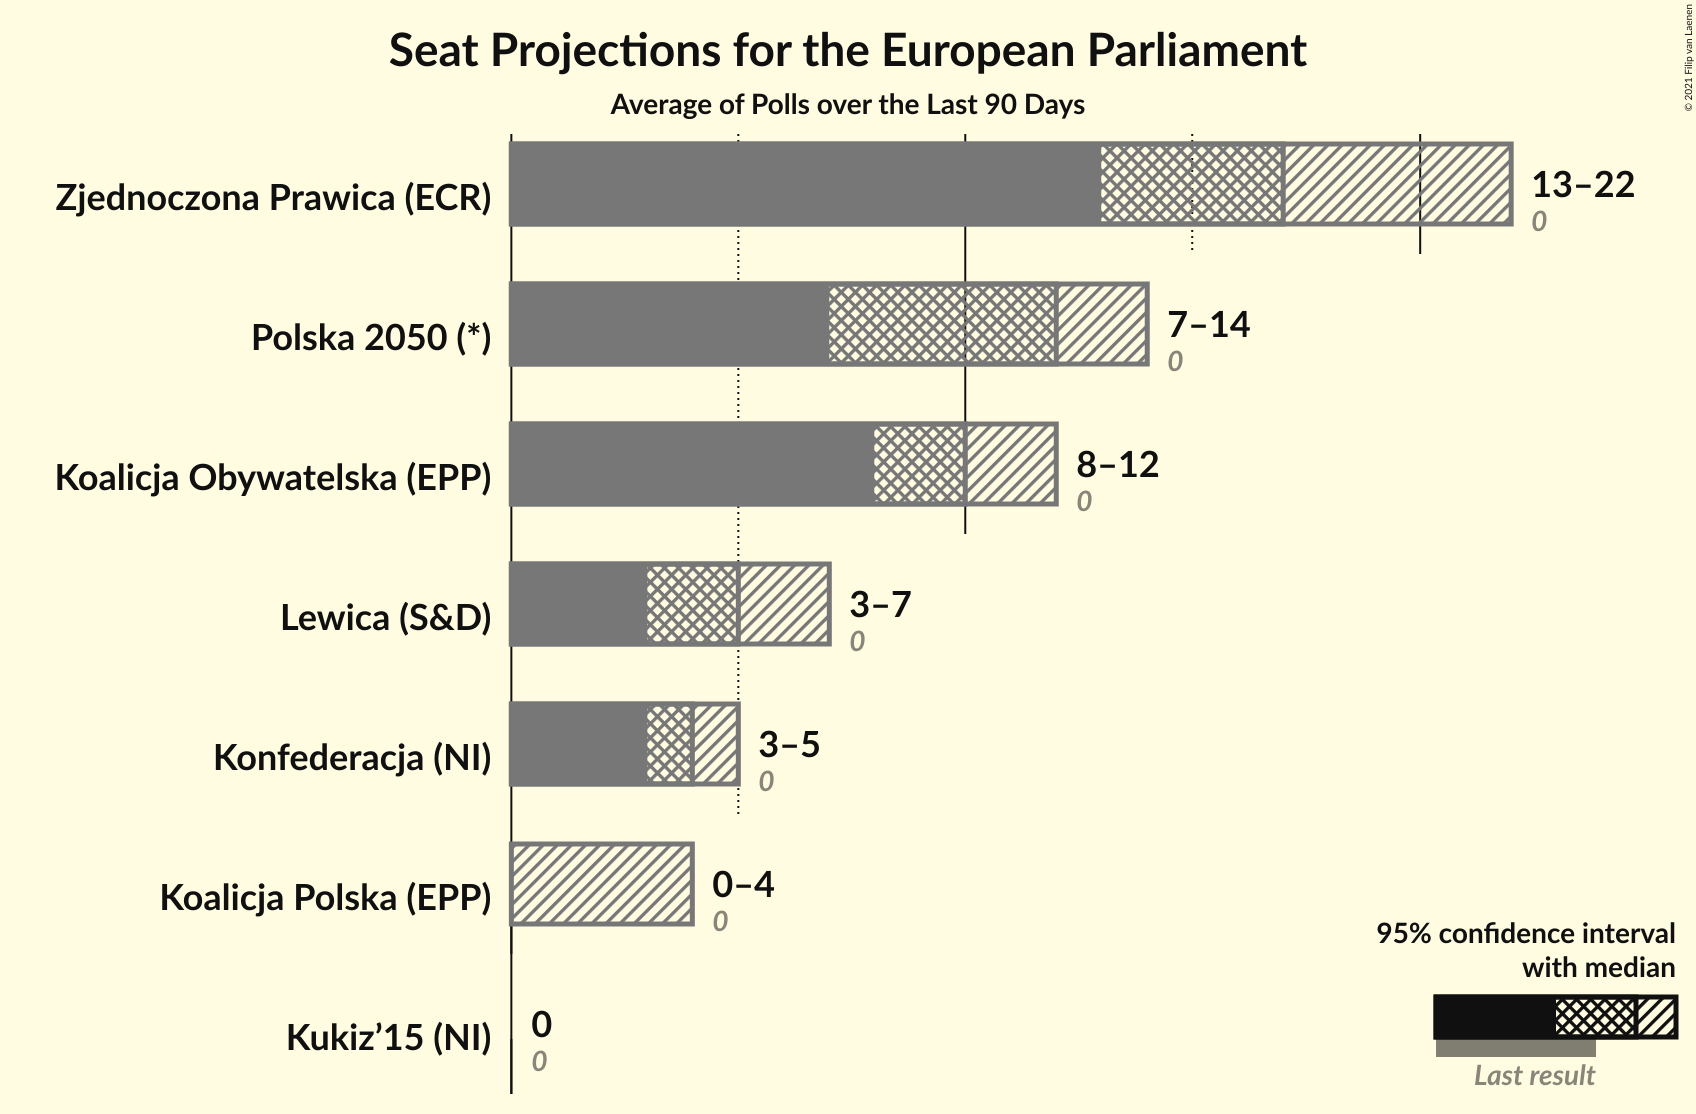 Seat Projections for the European Parliament
Average of Polls over the Last 90 Days
© 2021 Filip van Laenen
Zjednoczona Prawica (ECR)
13–22
0
Polska 2050 (*)
7–14
0
Koalicja Obywatelska (EPP)
8–12
0
Lewica (S&D)
3–7
0
Konfederacja (NI)
3–5
0
Koalicja Polska (EPP)
0–4
0
Kukiz’15 (NI)
0
0
95% confidence interval
with median
Last result